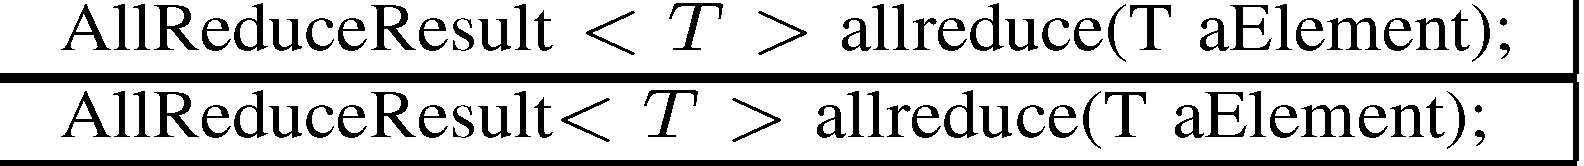 AllReduceResult < T > allreduce(T aElement);
AllReduceResult< T > allreduce(T aElement);